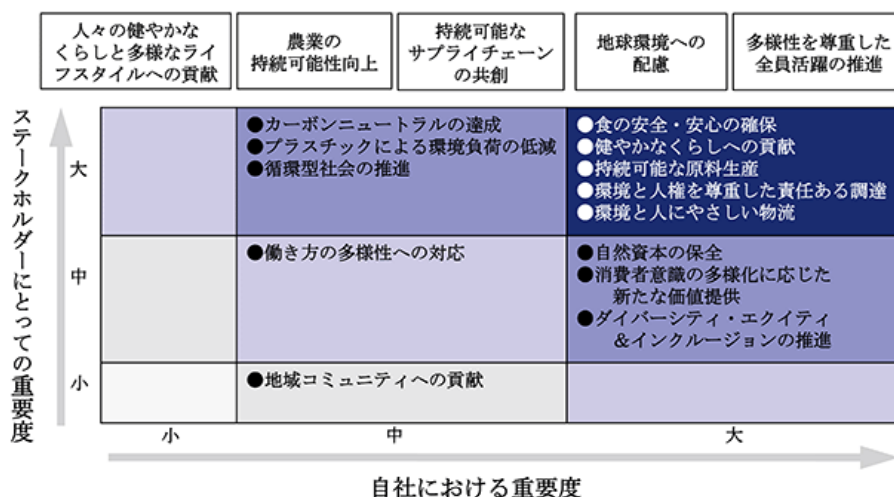 人々の健やかな
くらしと多様なライ
フスタイルへの貢献
農業の
持続可能性向上
持続可能な
サプライチェーン
の共創
地球環境への
配慮
多様性を尊重した
全員活躍の推進
ステークホルダーにとっての重要度
大
●カーボンニュートラルの達成
●プラスチックによる環境負荷の低減
●循環型社会の推進
●食の安全・安心の確保
●健やかなくらしへの貢献
●持続可能な原料生産
●環境と人権を尊重した責任ある調達
●環境と人にやさしい物流
中
●働き方の多様性への対応
●自然資本の保全
●消費者意識の多様化に応じた
新たな価値提供
●ダイバーシティ・エクイティ
&インクルージョンの推進
小
●地域コミュニティへの貢献
小
中
大
自社における重要度